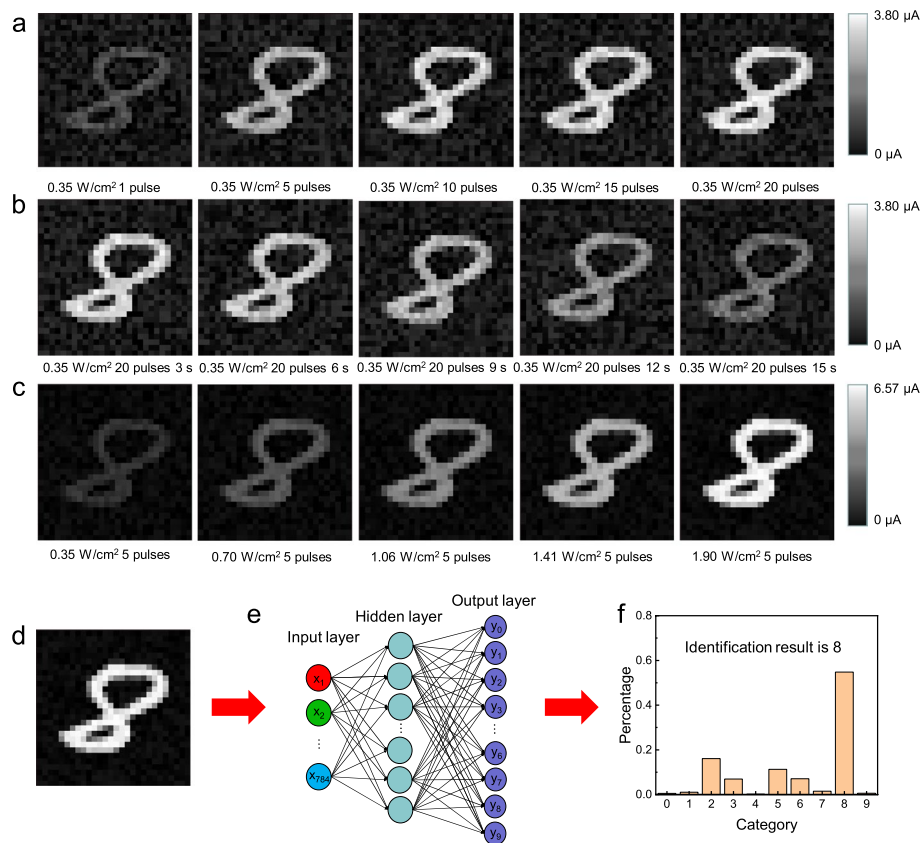 a
3.80 µA
0 µA
0.35 W/cm² 1 pulse
0.35 W/cm² 5 pulses
0.35 W/cm² 10 pulses
0.35 W/cm² 15 pulses
0.35 W/cm² 20 pulses
b
3.80 µA
0 µA
0.35 W/cm² 20 pulses 3 s
0.35 W/cm² 20 pulses 6 s
0.35 W/cm² 20 pulses 9 s
0.35 W/cm² 20 pulses 12 s
0.35 W/cm² 20 pulses 15 s
c
6.57 µA
0 µA
0.35 W/cm² 5 pulses
0.70 W/cm² 5 pulses
1.06 W/cm² 5 pulses
1.41 W/cm² 5 pulses
1.90 W/cm² 5 pulses
d
e
Input layer
Hidden layer
Output layer
x₁
x₂
x₇₈₄
y₀
y₁
y₂
y₃
y₆
y₇
y₈
y₉
f
Identification result is 8
Percentage
0.8
0.6
0.4
0.2
0.0
0 1 2 3 4 5 6 7 8 9
Category